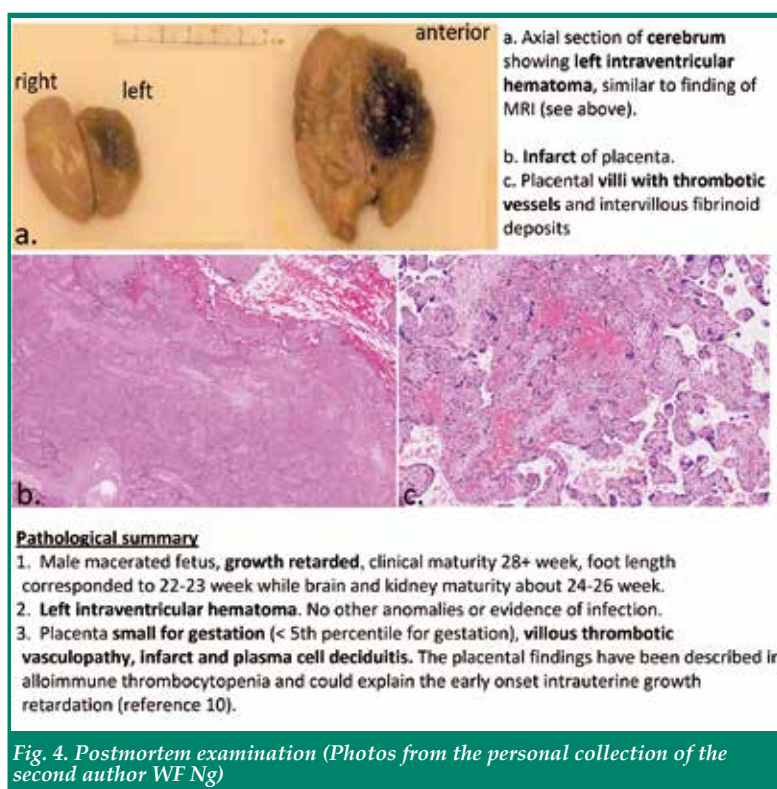 right
left
anterior
a.
a. Axial section of cerebrum
showing left intraventricular
hematoma, similar to finding of
MRI (see above).
b. Infarct of placenta.
c. Placental villi with thrombotic
vessels and intervillous fibrinoid
deposits
b.
c.
Pathological summary
1. Male macerated fetus, growth retarded, clinical maturity 28+ week, foot length
corresponded to 22-23 week while brain and kidney maturity about 24-26 week.
2. Left intraventricular hematoma. No other anomalies or evidence of infection.
3. Placenta small for gestation (< 5th percentile for gestation), villous thrombotic
vasculopathy, infarct and plasma cell deciduitis. The placental findings have been described in
alloimmune thrombocytopenia and could explain the early onset intrauterine growth
retardation (reference 10).
Fig. 4. Postmortem examination (Photos from the personal collection of the
second author WF Ng)